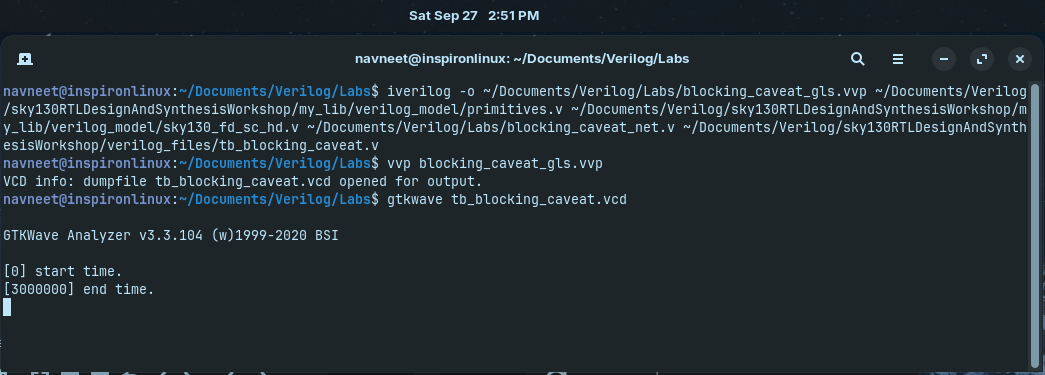 Sat Sep 27 2:51 PM
navneet@inspironlinux: ~/Documents/Verilog/Labs
navneet@inspironlinux:~/Documents/Verilog/Labs$ iverilog -o ~/Documents/Verilog/Labs/blocking_caveat_gls.vvp ~/Documents/Verilog
/sky130RTLDesignAndSynthesisWorkshop/my_lib/verilog_model/primitives.v ~/Documents/Verilog/sky130RTLDesignAndSynthesisWorkshop/m
y_lib/verilog_model/sky130_fd_sc_hd.v ~/Documents/Verilog/Labs/blocking_caveat_net.v ~/Documents/Verilog/sky130RTLDesignAndSynth
esisWorkshop/verilog_files/tb_blocking_caveat.v
navneet@inspironlinux:~/Documents/Verilog/Labs$ vvp blocking_caveat_gls.vvp
VCD info: dumpfile tb_blocking_caveat.vcd opened for output.
navneet@inspironlinux:~/Documents/Verilog/Labs$ gtkwave tb_blocking_caveat.vcd
GTKWave Analyzer v3.3.104 (w)1999-2020 BSI
[0] start time.
[3000000] end time.